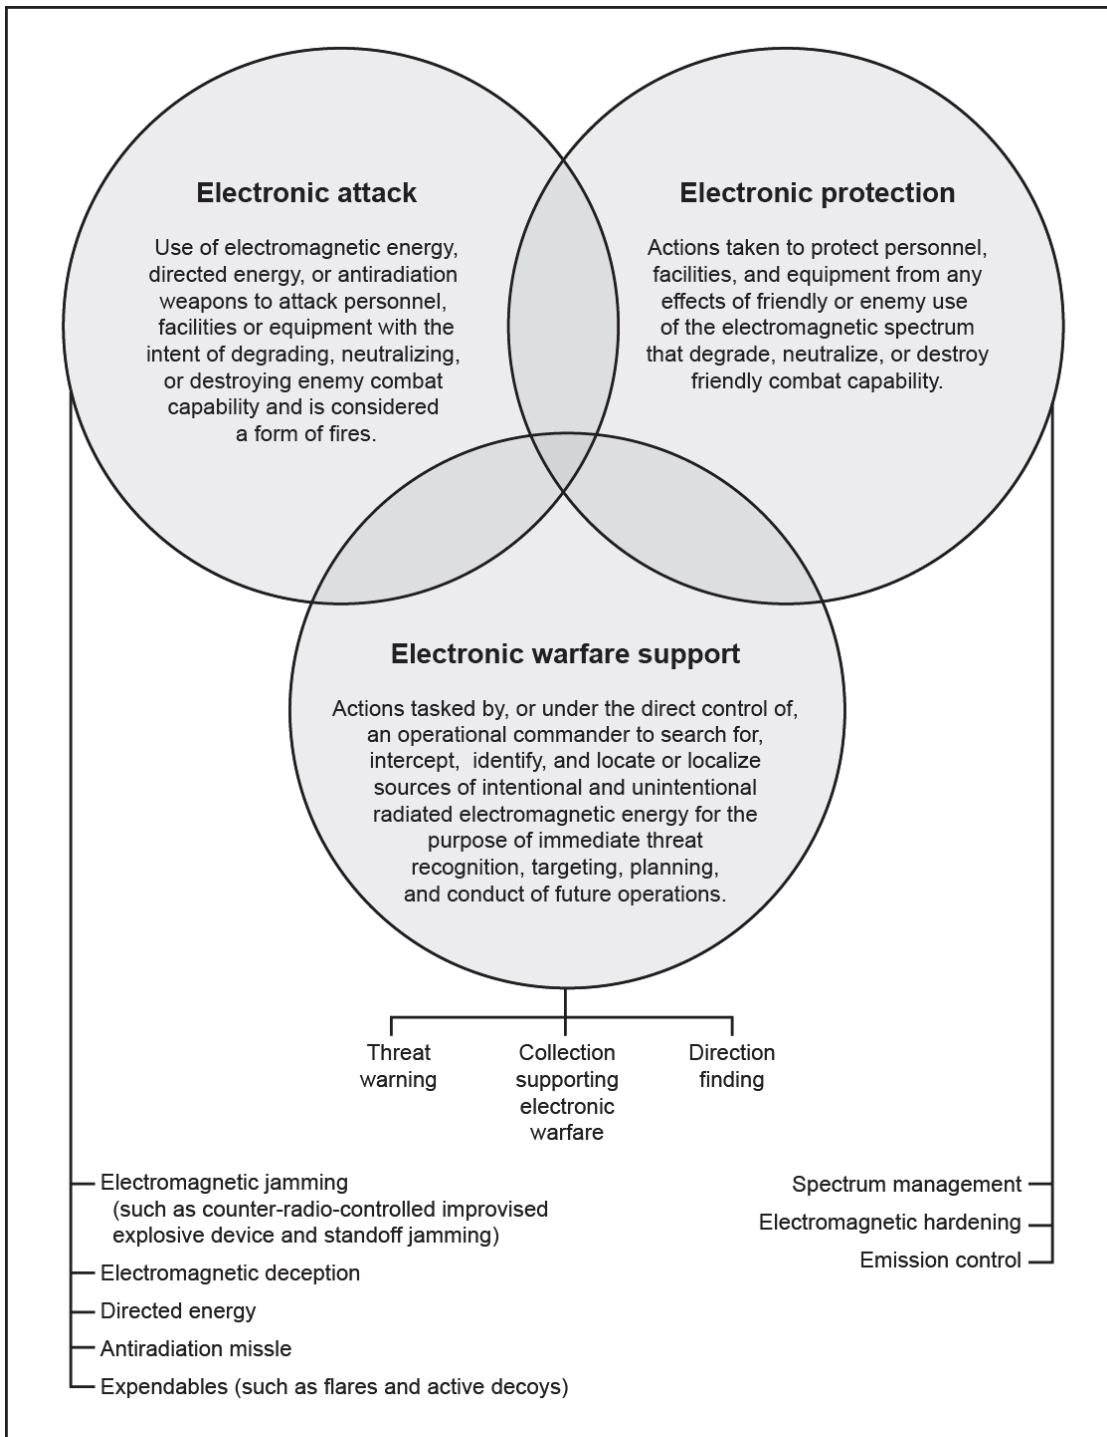 Electronic attack
Use of electromagnetic energy,
directed energy, or antiradiation
weapons to attack personnel,
facilities or equipment with the
intent of degrading, neutralizing,
or destroying enemy combat
capability and is considered
a form of fires.
Electronic protection
Actions taken to protect personnel,
facilities, and equipment from any
effects of friendly or enemy use
of the electromagnetic spectrum
that degrade, neutralize, or destroy
friendly combat capability.
Electronic warfare support
Actions tasked by, or under the direct control of,
an operational commander to search for,
intercept, identify, and locate or localize
sources of intentional and unintentional
radiated electromagnetic energy for the
purpose of immediate threat
recognition, targeting, planning,
and conduct of future operations.
Threat
warning
Collection
supporting
electronic
warfare
Direction
finding
Electromagnetic jamming
(such as counter-radio-controlled improvised
explosive device and standoff jamming)
Electromagnetic deception
Directed energy
Antiradiation missle
Expendables (such as flares and active decoys)
Spectrum management
Electromagnetic hardening
Emission control